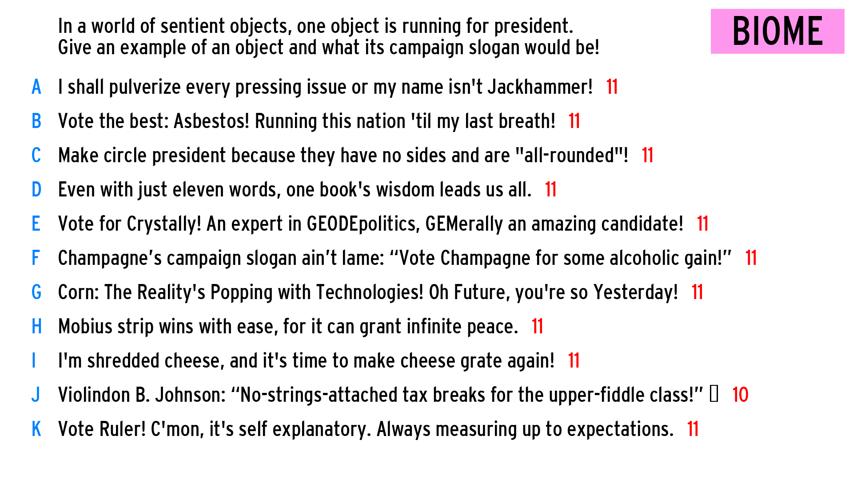 In a world of sentient objects, one object is running for president.
Give an example of an object and what its campaign slogan would be!
BIOME
A I shall pulverize every pressing issue or my name isn't Jackhammer! 11
B Vote the best: Asbestos! Running this nation 'til my last breath! 11
C Make circle president because they have no sides and are "all-rounded"! 11
D Even with just eleven words, one book's wisdom leads us all. 11
E Vote for Crystally! An expert in GEODEpolitics, GEMerally an amazing candidate! 11
F Champagne’s campaign slogan ain’t lame: “Vote Champagne for some alcoholic gain!” 11
G Corn: The Reality's Popping with Technologies! Oh Future, you're so Yesterday! 11
H Mobius strip wins with ease, for it can grant infinite peace. 11
I I'm shredded cheese, and it's time to make cheese grate again! 11
J Violindon B. Johnson: “No-strings-attached tax breaks for the upper-fiddle class!” 10
K Vote Ruler! C'mon, it's self explanatory. Always measuring up to expectations. 11